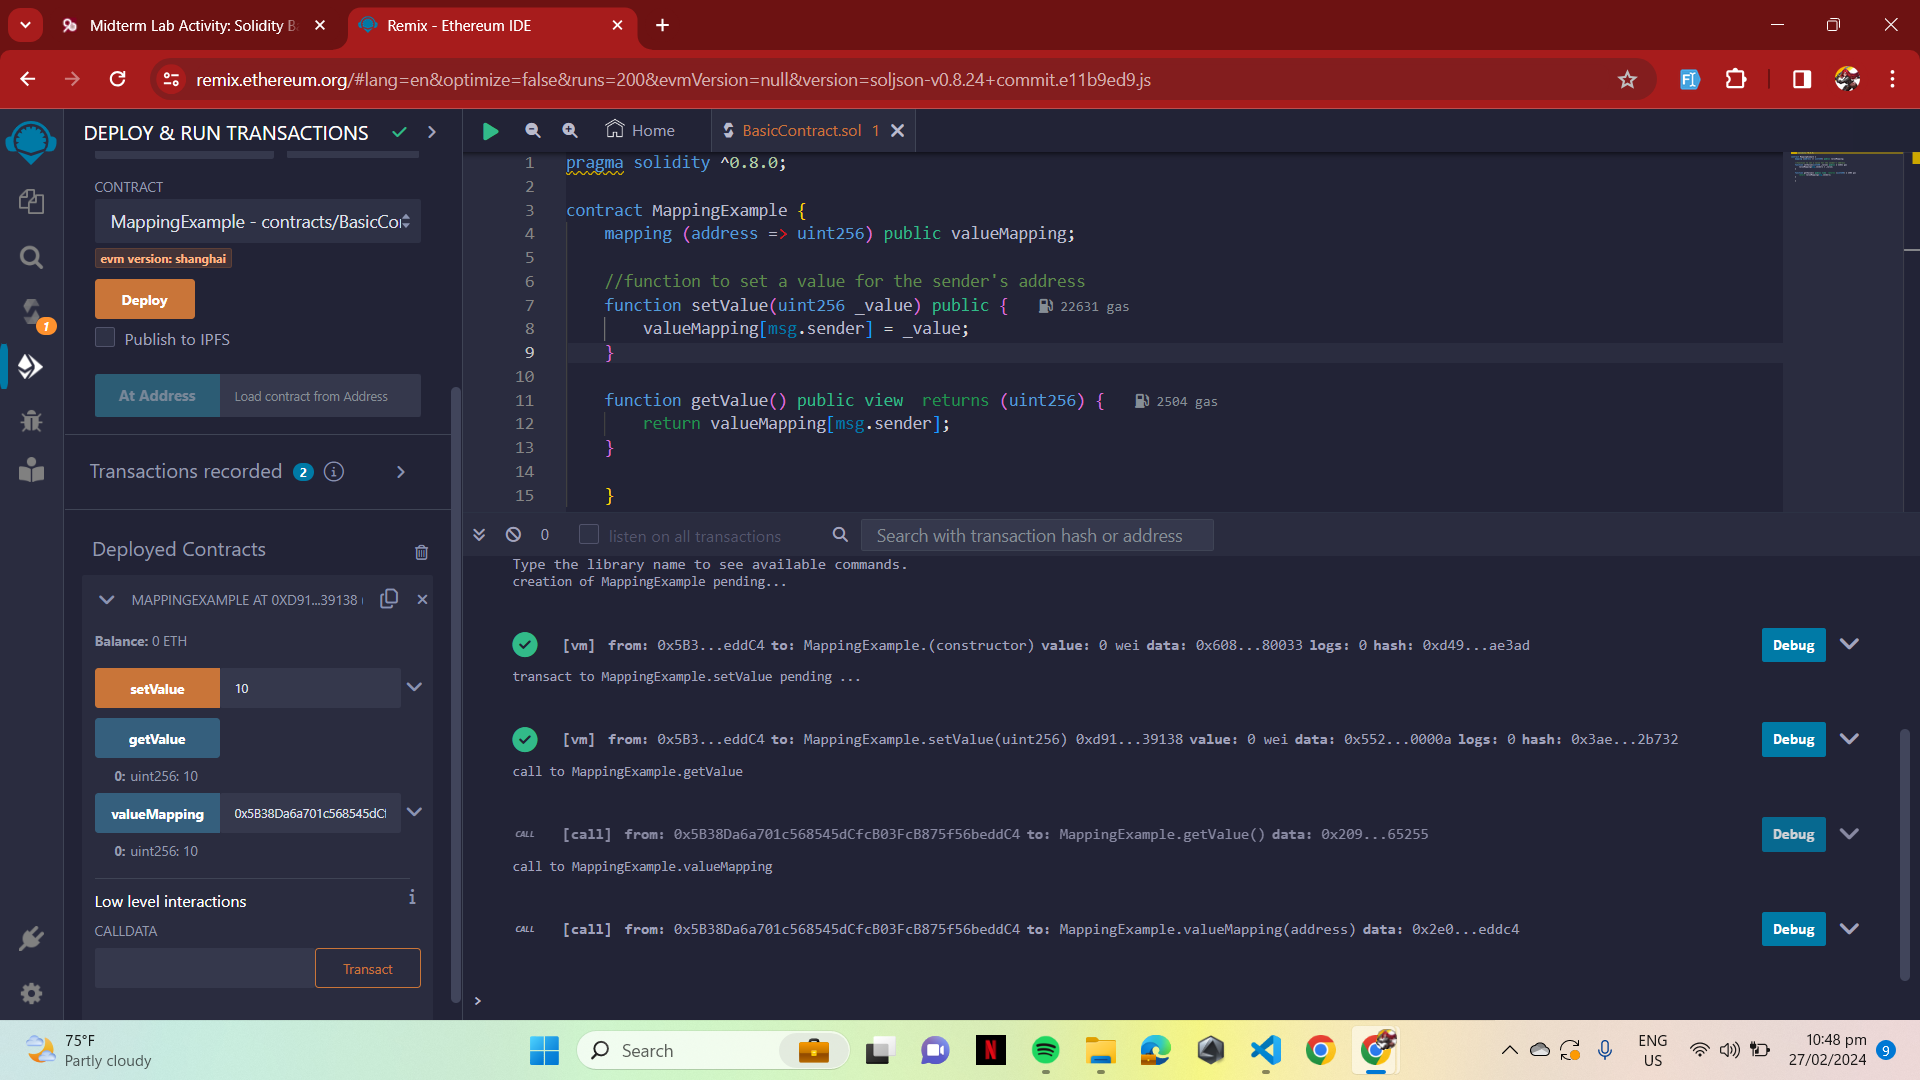 Midterm Lab Activity: Solidity B
Remix - Ethereum IDE
remix.ethereum.org/#lang=en&optimize=false&runs=200&evmVersion=null&version=soljson-v0.8.24+commit.e11b9ed9.js
DEPLOY & RUN TRANSACTIONS
CONTRACT
MappingExample - contracts/BasicCo
evm version: shanghai
Deploy
Publish to IPFS
At Address
Load contract from Address
Transactions recorded 2 i
Deployed Contracts
MAPPINGEXAMPLE AT 0XD91...39138 (
Balance: 0 ETH
setValue
10
getValue
0: uint256: 10
valueMapping
0x5B38Da6a701c568545dCf
0: uint256: 10
Low level interactions
i
CALLDATA
Transact
1
Home
BasicContract.sol 1
1 pragma solidity ^0.8.0;
2
3 contract MappingExample {
4 mapping (address => uint256) public valueMapping;
5
6 //function to set a value for the sender's address
7 function setValue(uint256 _value) public { 22631 gas
8 valueMapping[msg.sender] = _value;
9 }
10
11 function getValue() public view returns (uint256) { 2504 gas
12 return valueMapping[msg.sender];
13 }
14
15 }
0
listen on all transactions
Search with transaction hash or address
Type the library name to see available commands.
creation of MappingExample pending...
[vm] from: 0x5B3...eddC4 to: MappingExample.(constructor) value: 0 wei data: 0x608...80033 logs: 0 hash: 0xd49...ae3ad
Debug
transact to MappingExample.setValue pending ...
[vm] from: 0x5B3...eddC4 to: MappingExample.setValue(uint256) 0xd91...39138 value: 0 wei data: 0x552...0000a logs: 0 hash: 0x3ae...2b732
Debug
call to MappingExample.getValue
CALL [call] from: 0x5B38Da6a701c568545dCfcB03FcB875f56beddC4 to: MappingExample.getValue() data: 0x209...65255
Debug
call to MappingExample.valueMapping
CALL [call] from: 0x5B38Da6a701c568545dCfcB03FcB875f56beddC4 to: MappingExample.valueMapping(address) data: 0x2e0...eddc4
Debug
>
75°F
Partly cloudy
Search
N
ENG
US
10:48 pm
27/02/2024
9